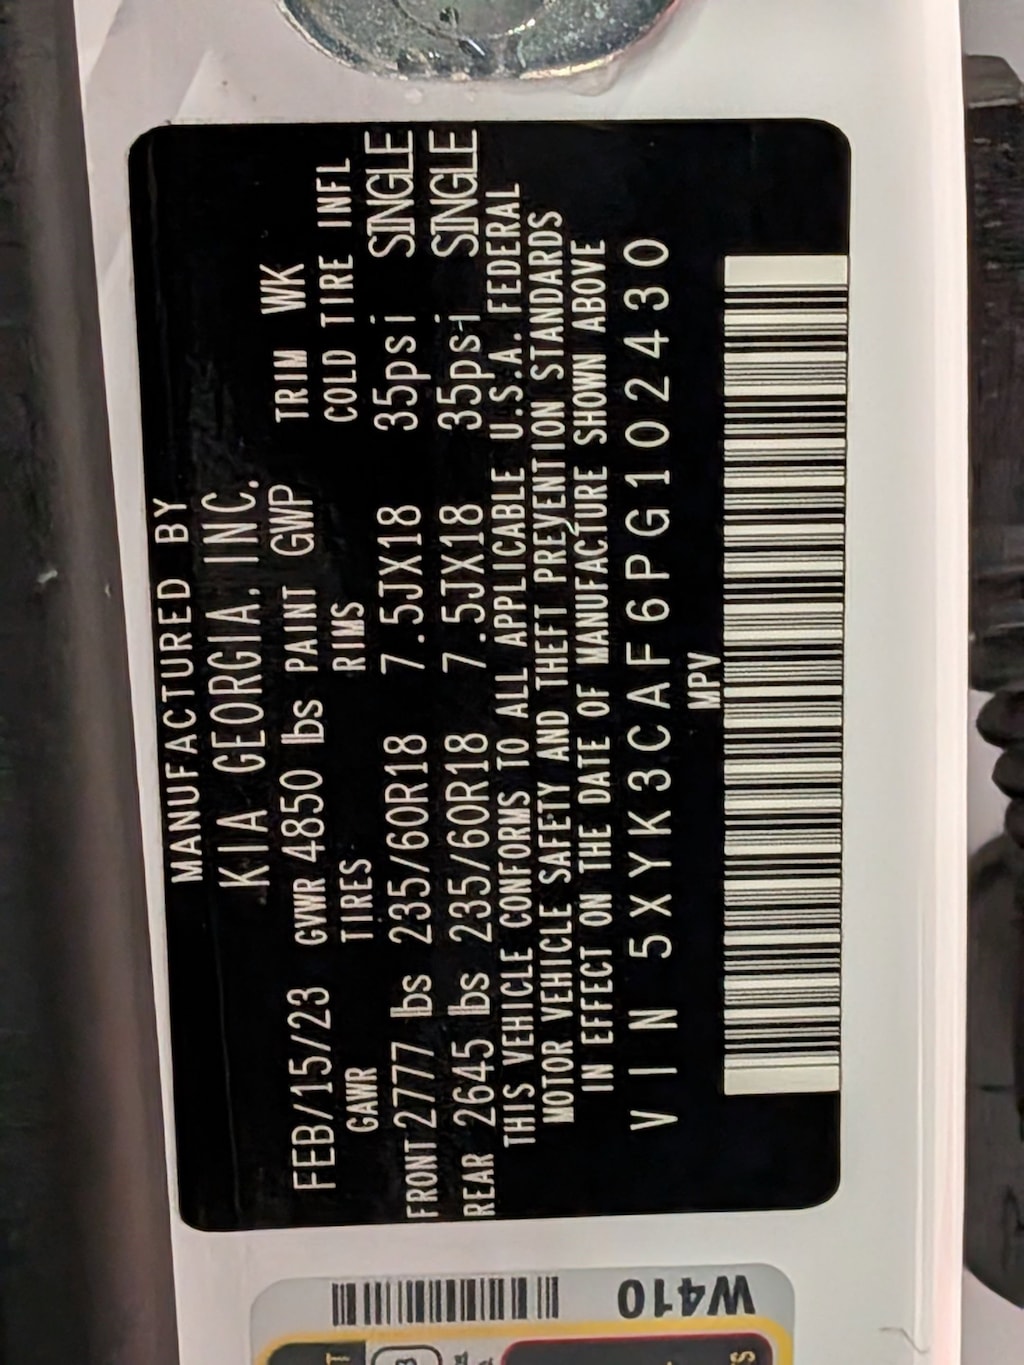 MANUFACTURED BY
KIA GEORGIA, INC.
FEB/15/23 GVWR 4850 lbs PAINT GWP TRIM WK
GAWR TIRES RIMS COLD TIRE INFL
FRONT 2777 lbs 235/60R18 7.5JX18 35psi SINGLE
REAR 2645 lbs 235/60R18 7.5JX18 35psi SINGLE
THIS VEHICLE CONFORMS TO ALL APPLICABLE U.S.A. FEDERAL
MOTOR VEHICLE SAFETY AND THEFT PREVENTION STANDARDS
IN EFFECT ON THE DATE OF MANUFACTURE SHOWN ABOVE
VIN 5XYK3CAF6PG102430
MPV
W410